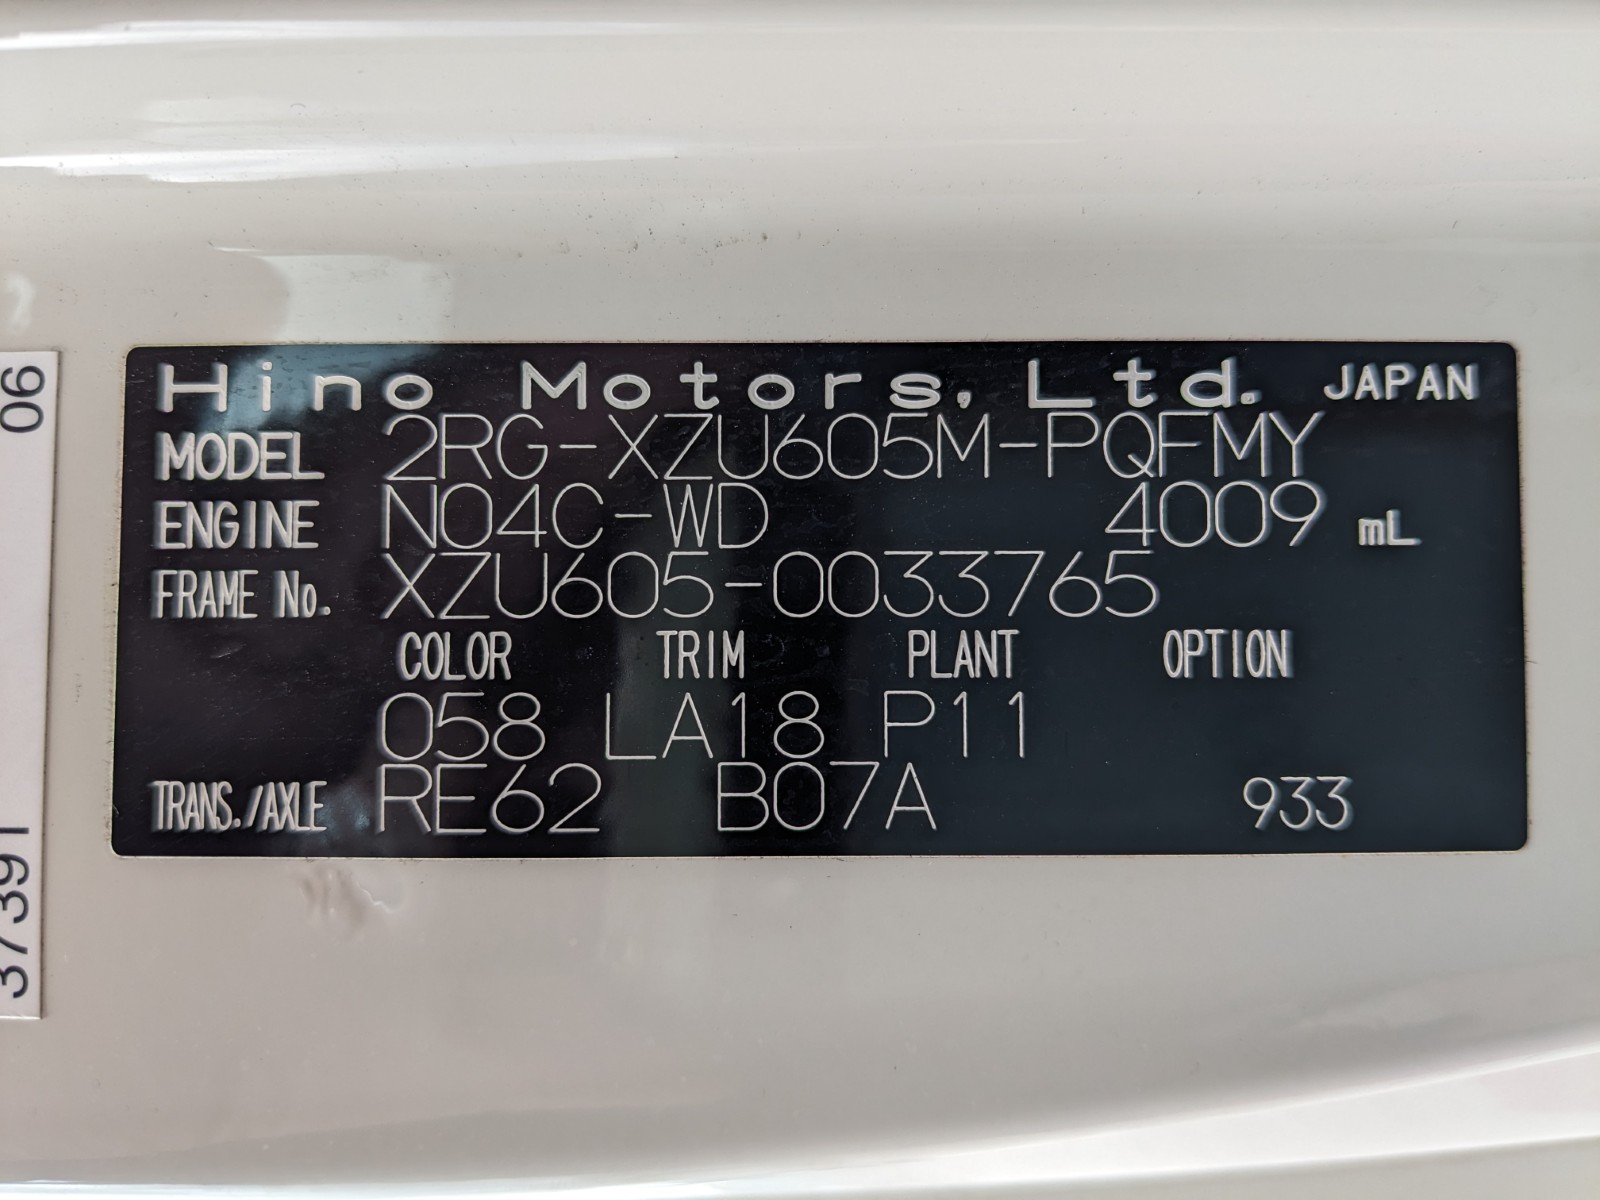 Hino Motors, Ltd. JAPAN
MODEL 2RG-XZU605M-PQFMY
ENGINE N04C-WD 4009 mL
FRAME No. XZU605-0033765
COLOR TRIM PLANT OPTION
058 LA18 P11
TRANS./AXLE RE62 B07A 933
37391
06